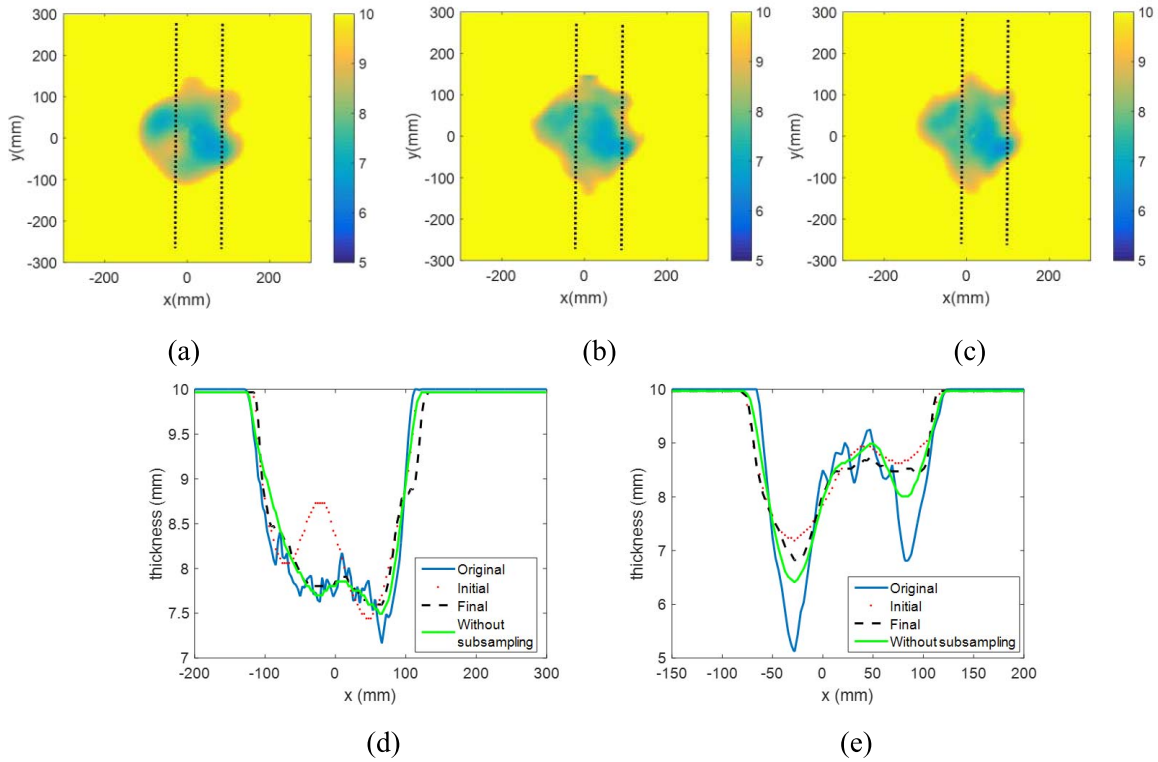 300
200
100
0
-100
-200
-300
y(mm)
-200 0 200
x(mm)
10
9
8
7
6
5
(a)
300
200
100
0
-100
-200
-300
y(mm)
-200 0 200
x(mm)
10
9
8
7
6
5
(b)
300
200
100
0
-100
-200
-300
y(mm)
-200 0 200
x(mm)
10
9
8
7
6
5
(c)
10
9.5
9
8.5
8
7.5
7
thickness (mm)
-200 -100 0 100 200 300
x (mm)
Original
Initial
Final
Without
subsampling
(d)
10
9
8
7
6
5
thickness (mm)
-150 -100 -50 0 50 100 150 200
x (mm)
Original
Initial
Final
Without subsampling
(e)